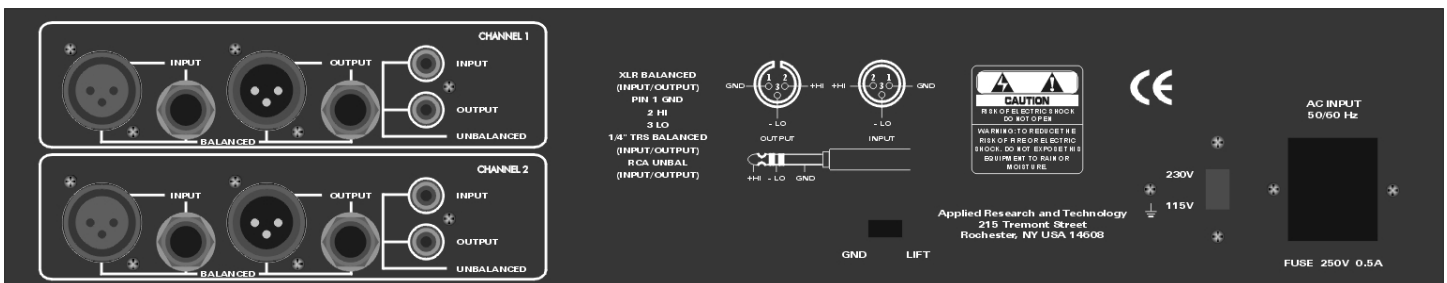 CHANNEL 1
INPUT
OUTPUT
INPUT
OUTPUT
BALANCED
UNBALANCED
CHANNEL 2
INPUT
OUTPUT
INPUT
OUTPUT
BALANCED
UNBALANCED
XLR BALANCED
(INPUT/OUTPUT)
PIN 1 GND
2 HI
3 LO
1/4" TRS BALANCED
(INPUT/OUTPUT)
RCA UNBAL
(INPUT/OUTPUT)
1 2
GND 3 +HI
- LO
OUTPUT
2 1
+HI 3 GND
- LO
INPUT
+HI - LO GND
GND LIFT
CAUTION
RISK OF ELECTRIC SHOCK
DO NOT OPEN
WARNING: TO REDUCE THE
RISK OF FIRE OR ELECTRIC
SHOCK. DO NOT EXPOSE THIS
EQUIPMENT TO RAIN OR
MOISTURE.
Applied Research and Technology
215 Tremont Street
Rochester, NY USA 14608
CE
230V
115V
AC INPUT
50/60 Hz
FUSE 250V 0.5A